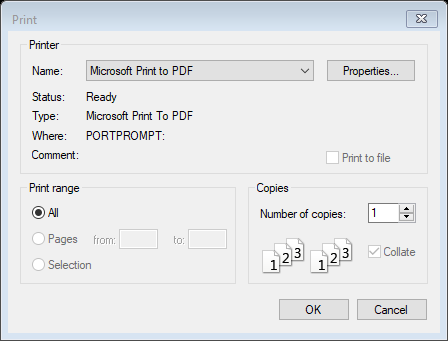 Print
Printer
Name: Microsoft Print to PDF Properties...
Status: Ready
Type: Microsoft Print To PDF
Where: PORTPROMPT:
Comment: Print to file
Print range
All
Pages from: to:
Selection
Copies
Number of copies: 1
1 2 3 1 2 3 Collate
OK Cancel